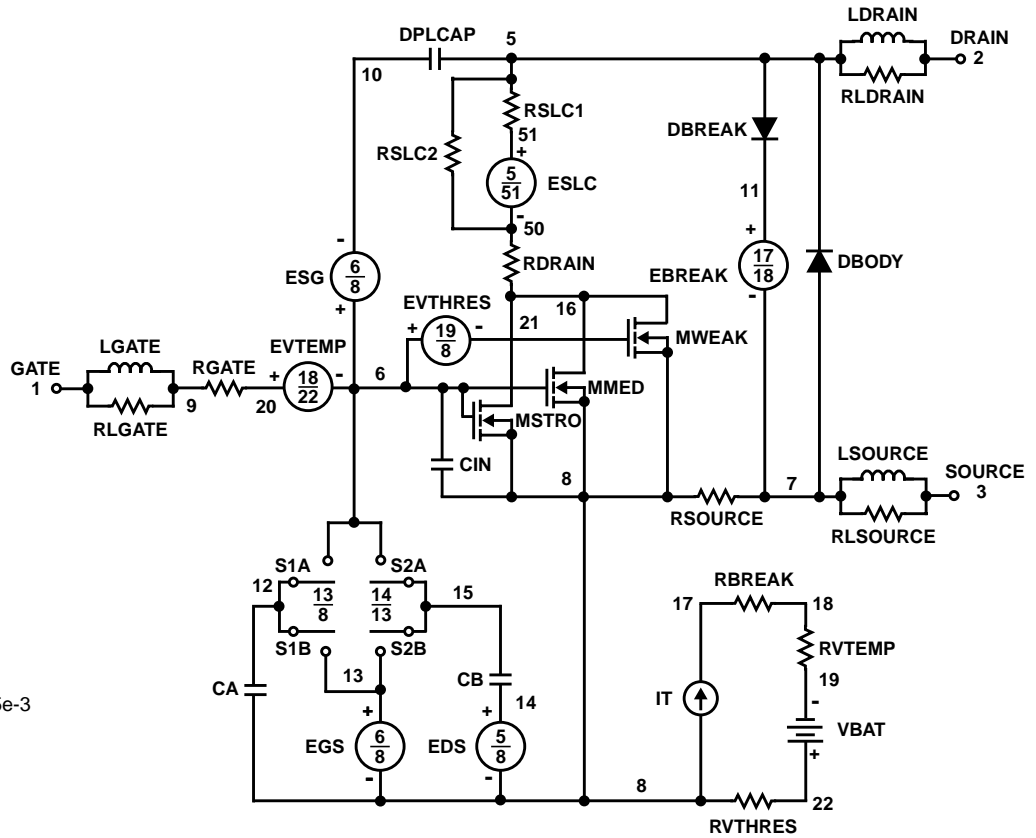 LDRAIN
DPLCAP 5 DRAIN
10 2
RSLC1 RLDRAIN
DBREAK
51
+
RSLC2
5
51
ESLC
11
-
50
-
+
17
18
RDRAIN
DBODY
EBREAK
6
8
ESG
+
-
16
EVTHRES
+
19
8
-
21
MWEAK
LGATE
EVTEMP
GATE
1
RGATE
+
18
22
-
6
MMED
9
20
RLGATE
MSTRO
CIN
LSOURCE
8
7
SOURCE
3
RSOURCE
RLSOURCE
S1A S2A
12
13
8
14
13
15
RBREAK
17 18
S1B S2B
RVTEMP
13
CA
CB
19
14
IT
-
VBAT
+
5e-3
+
+
EGS
6
8
EDS
5
8
-
-
8
22
RVTHRES